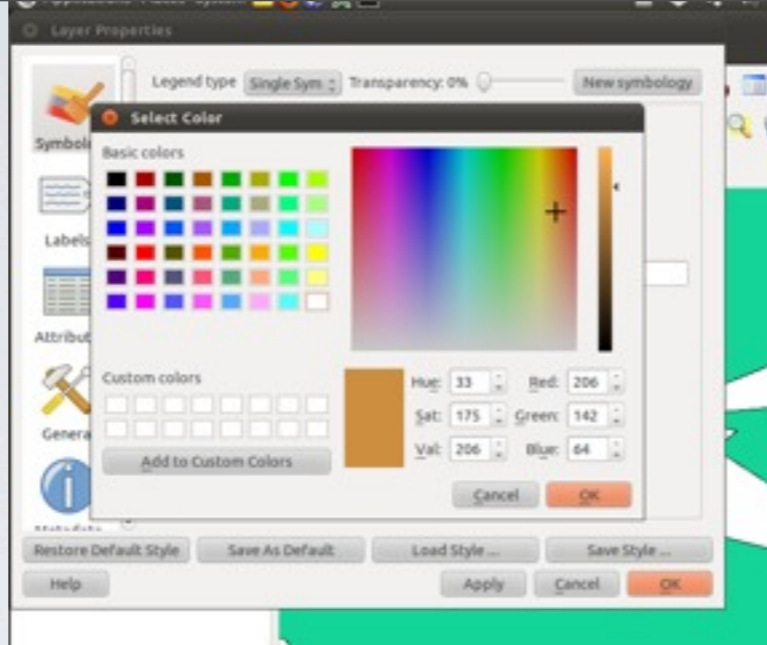 Layer Properties
Legend type Single Sym Transparency: 0% New symbology
Select Color
Basic colors
Symbol
Labels
Attribut
Custom colors
Hue: 33 Red: 206
Sat: 175 Green: 142
Genera
Val: 206 Blue: 64
Add to Custom Colors
Cancel OK
Restore Default Style Save As Default Load Style ... Save Style ...
Help Apply Cancel OK